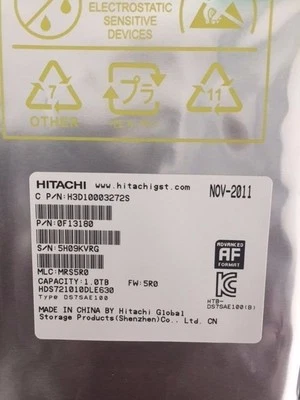 ELECTROSTATIC
SENSITIVE
DEVICES
7
OTHER
プラ
11
HITACHI www.hitachigst.com NOV-2011
C P/N:H3D10003272S
P/N:0F13180
S/N:5H09KVRG
MLC:MRS5R0
CAPACITY:1.0TB FW:5R0
HDS721010DLE630
Type DS7SAE100
ADVANCED
AF
FORMAT
HTB-
DS7SAE100(B)
MADE IN CHINA BY Hitachi Global
Storage Products(Shenzhen)Co., Ltd. CN